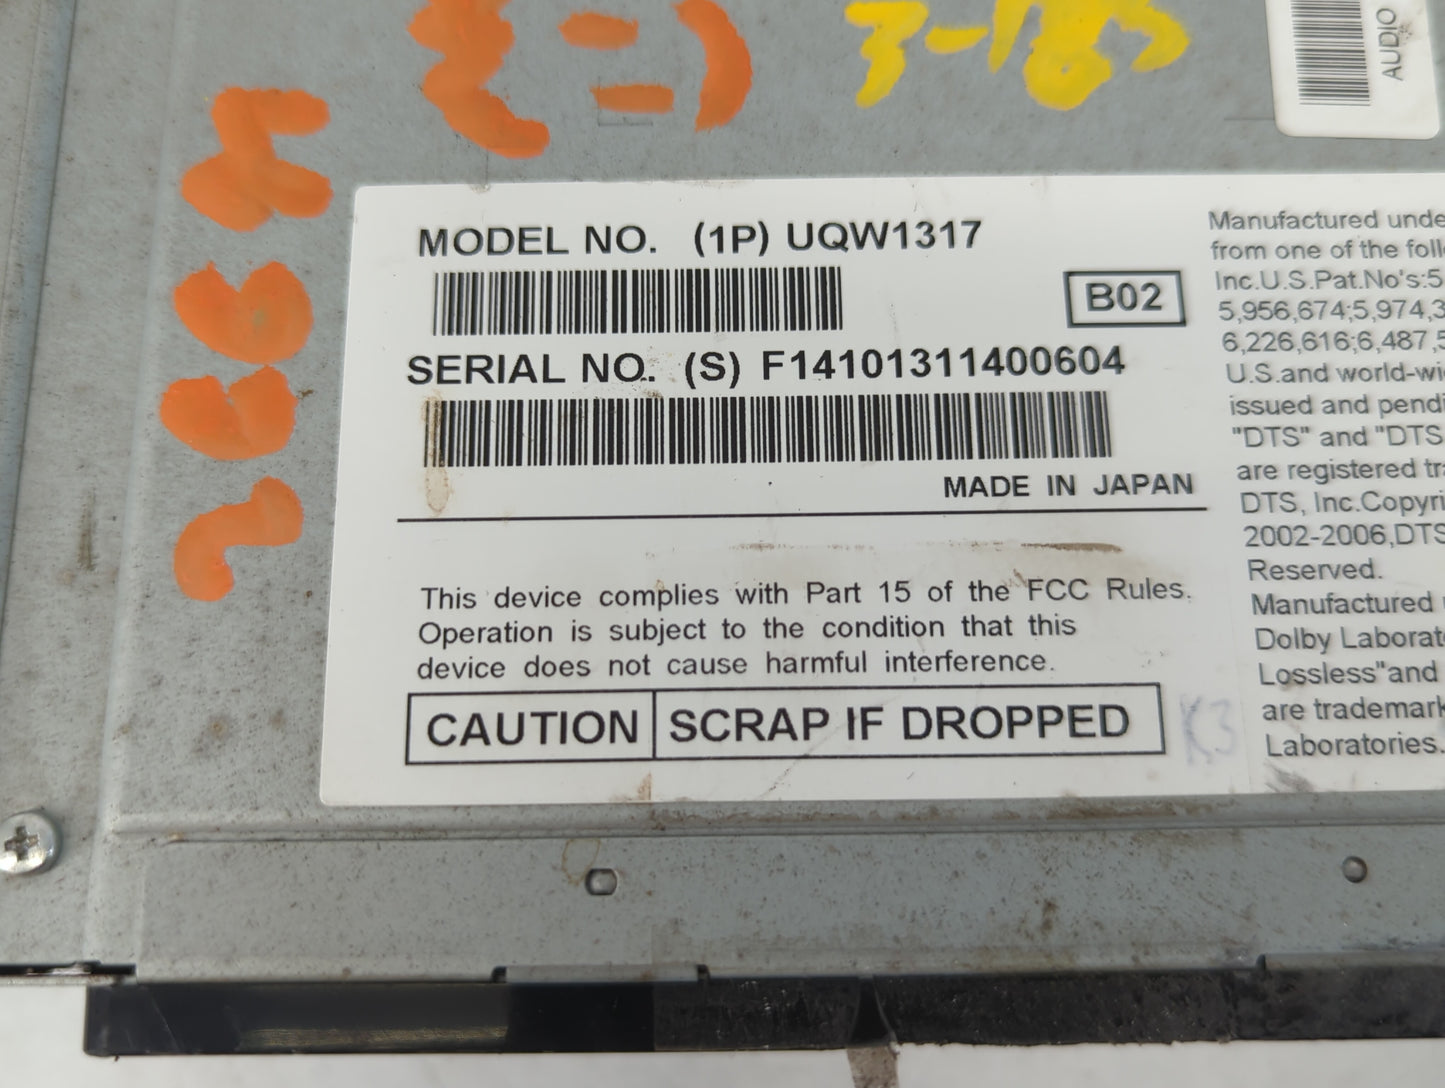 3-183
AUDIO
MODEL NO. (1P) UQW1317
B02
SERIAL NO. (S) F14101311400604
MADE IN JAPAN
This device complies with Part 15 of the FCC Rules.
Operation is subject to the condition that this
device does not cause harmful interference.
CAUTION SCRAP IF DROPPED
K3
Manufactured unde
from one of the foll
Inc.U.S.Pat.No's:5
5,956,674;5,974,3
6,226,616;6,487,5
U.S.and world-wi
issued and pendi
"DTS" and "DTS
are registered tra
DTS, Inc.Copyri
2002-2006,DTS
Reserved.
Manufactured
Dolby Laborat
Lossless"and
are trademark
Laboratories.